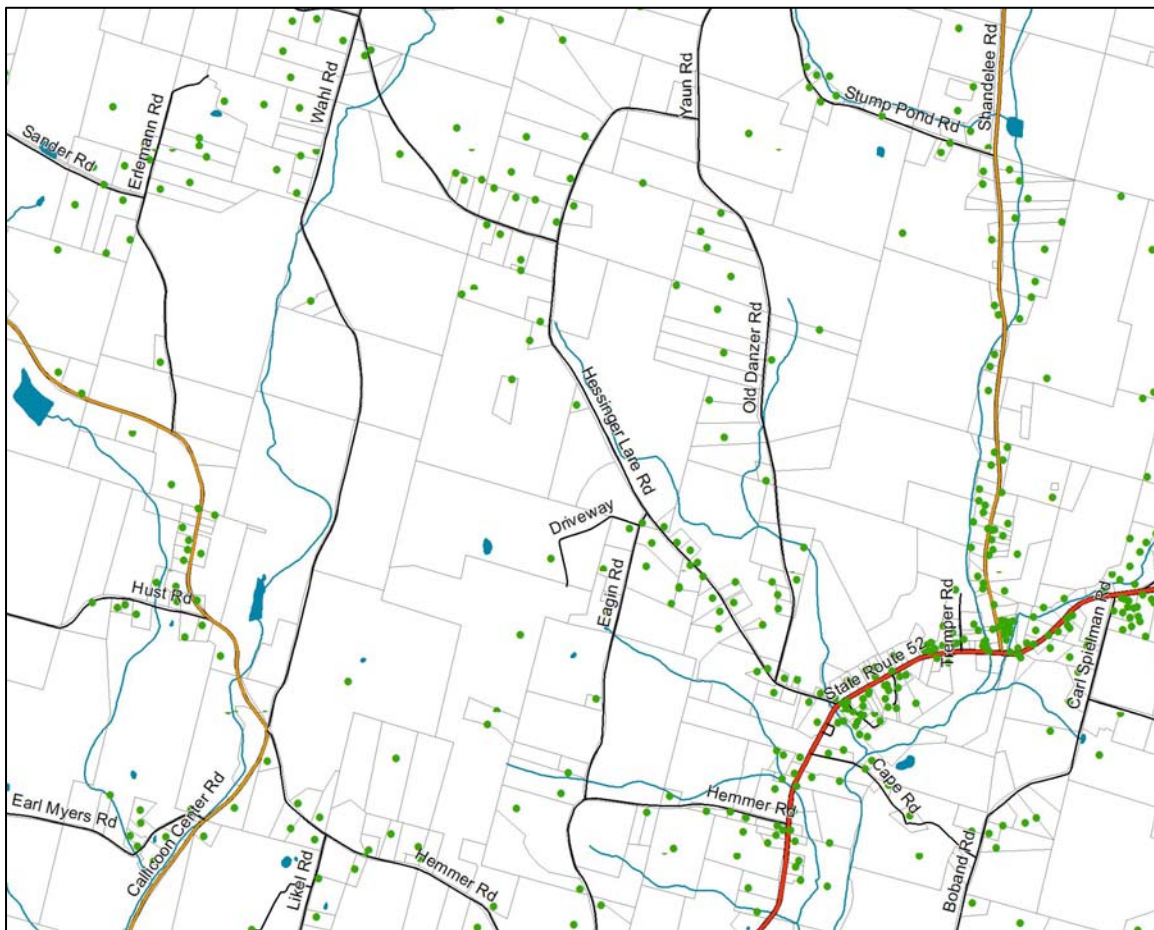 Wahl Rd
Yaun Rd
Shandelee Rd
Stump Pond Rd
Sander Rd
Erlemann Rd
Old Danzer Rd
Hessinger Lare Rd
Driveway
Eagin Rd
Hust Rd
Tremper Rd
Carl Spielman Rd
State Route 52
Cape Rd
Hemmer Rd
Earl Myers Rd
Callicoon Center Rd
Likel Rd
Hemmer Rd
Boband Rd